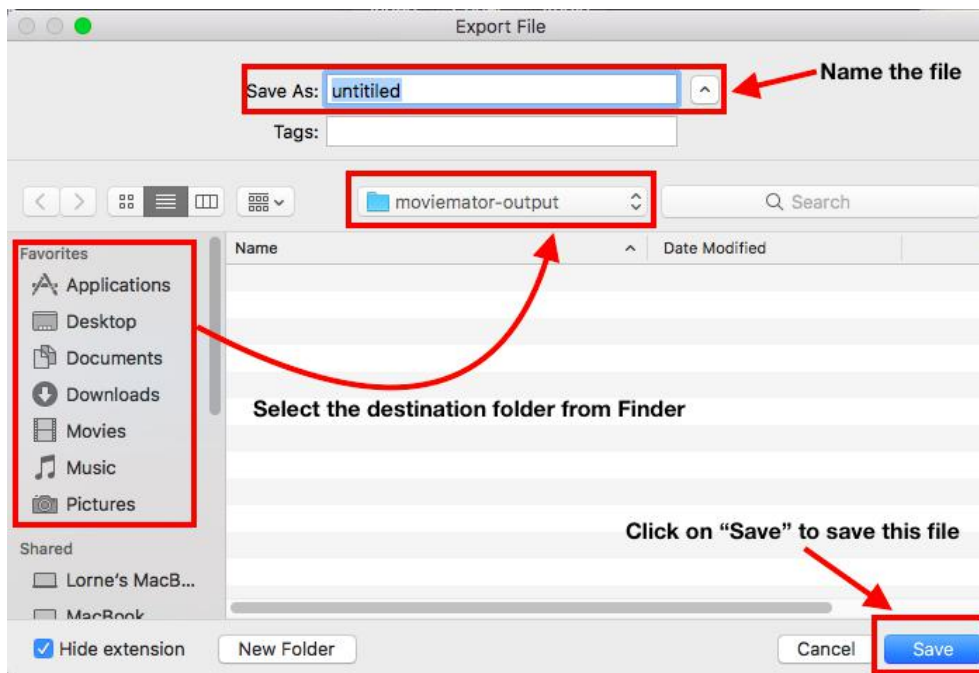 Export File
Name the file
Save As: untitiled
Tags:
moviemator-output
Search
Favorites
Name
Date Modified
Applications
Desktop
Documents
Downloads
Select the destination folder from Finder
Movies
Music
Pictures
Click on “Save” to save this file
Shared
Lorne's MacB...
MacBook
Hide extension
New Folder
Cancel
Save